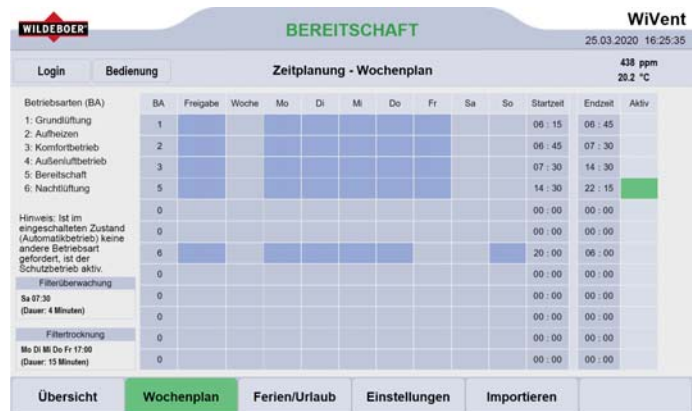 WILDEBOER®
BEREITSCHAFT
WiVent
25.03.2020 16:25:35
Login
Bedienung
Zeitplanung - Wochenplan
438 ppm
20.2 °C
Betriebsarten (BA)
1: Grundlüftung
2: Aufheizen
3: Komfortbetrieb
4: Außenluftbetrieb
5: Bereitschaft
6: Nachtlüftung
Hinweis: Ist im
eingeschalteten Zustand
(Automatikbetrieb) keine
andere Betriebsart
gefordert, ist der
Schutzbetrieb aktiv.
Filterüberwachung
Sa 07:30
(Dauer: 4 Minuten)
Filtertrocknung
Mo Di Mi Do Fr 17:00
(Dauer: 15 Minuten)
BA Freigabe Woche Mo Di Mi Do Fr Sa So Startzeit Endzeit Aktiv
1 06 : 15 06 : 45
2 06 : 45 07 : 30
3 07 : 30 14 : 30
5 14 : 30 22 : 15
0 00 : 00 00 : 00
0 00 : 00 00 : 00
6 20 : 00 06 : 00
0 00 : 00 00 : 00
0 00 : 00 00 : 00
0 00 : 00 00 : 00
0 00 : 00 00 : 00
0 00 : 00 00 : 00
Übersicht
Wochenplan
Ferien/Urlaub
Einstellungen
Importieren